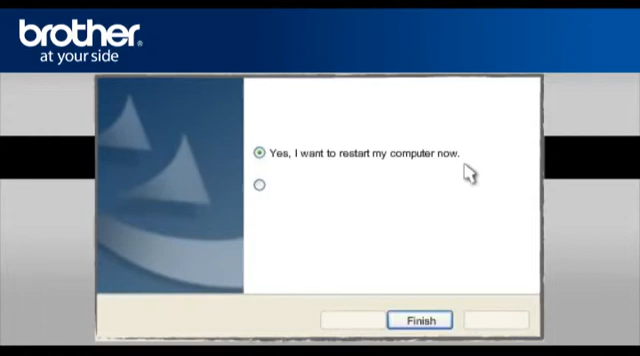 brother
at your side
Yes, I want to restart my computer now.
Finish